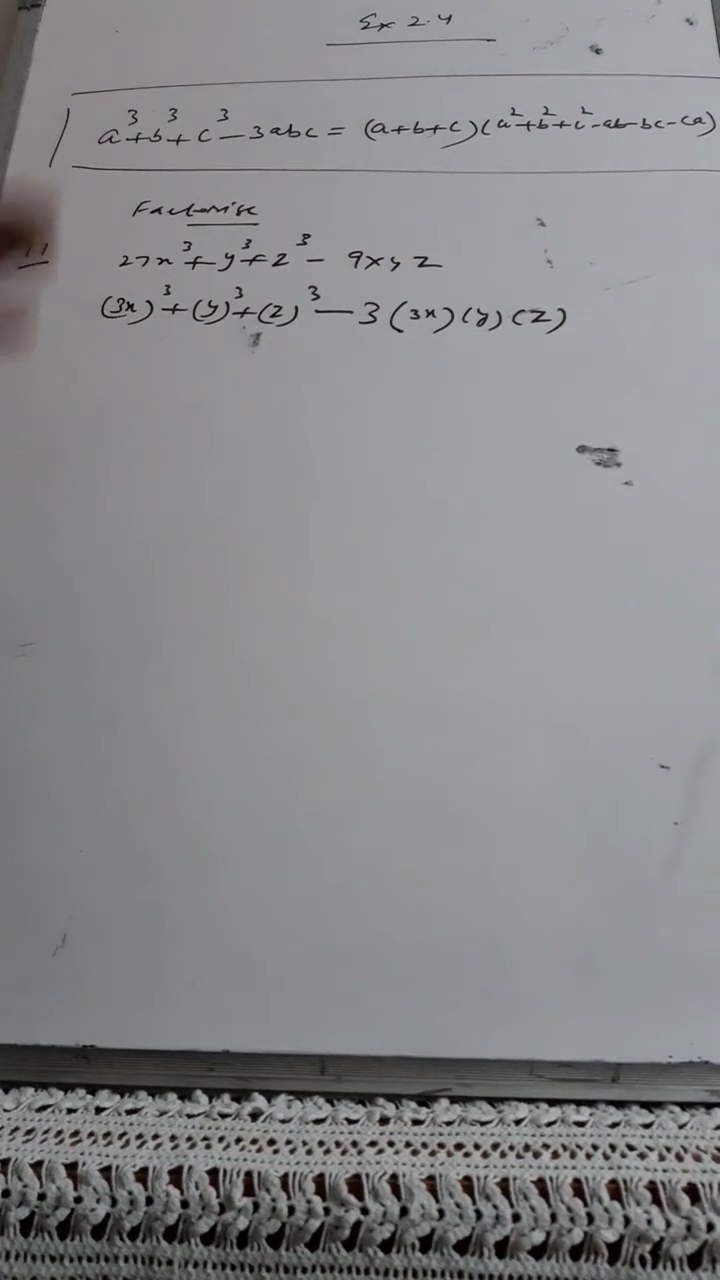 Ex 2.4
a³+b³+c³-3abc = (a+b+c)(a²+b²+c²-ab-bc-ca)
Factorise
11 27x³+y³+z³-9xyz
(3x)³+(y)³+(z)³-3(3x)(y)(z)